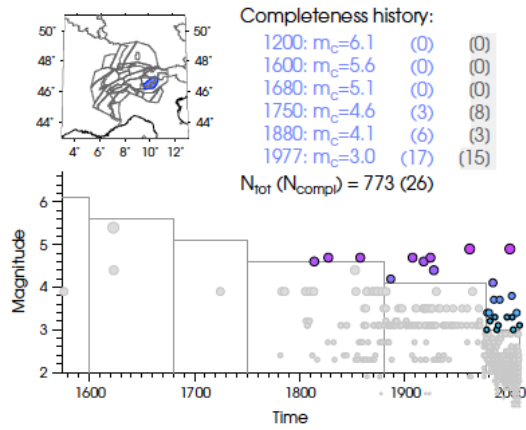 Completeness history:
1200: mc=6.1 (0) (0)
1600: mc=5.6 (0) (0)
1680: mc=5.1 (0) (0)
1750: mc=4.6 (3) (8)
1880: mc=4.1 (6) (3)
1977: mc=3.0 (17) (15)
Ntot (Ncompl) = 773 (26)
50° 50°
48° 48°
46° 46°
44° 44°
3° 6° 10° 12°
Magnitude
6
5
4
3
2
1600 1700 1800 1900 2000
Time